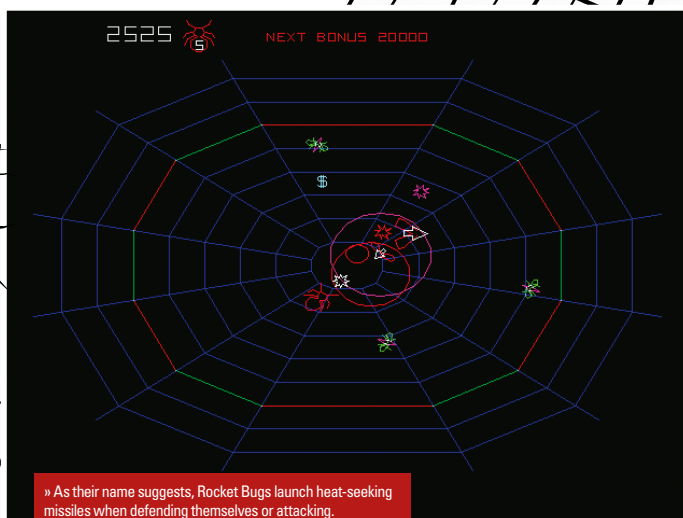 2525 5 NEXT BONUS 20000
$
» As their name suggests, Rocket Bugs launch heat-seeking
missiles when defending themselves or attacking.